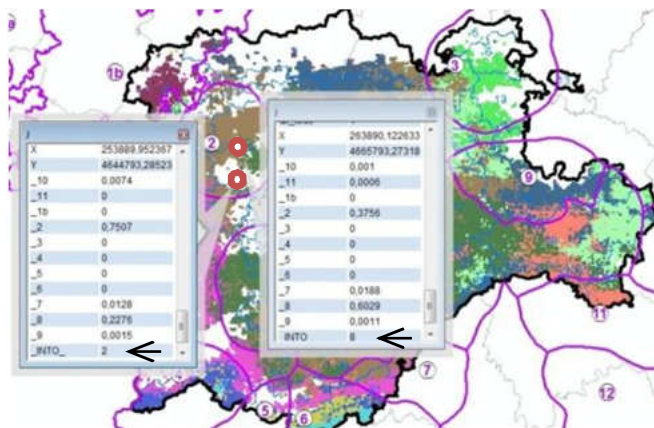 J
X 253889,952367
Y 4644793,28523
_10 0,0074
_11 0
_1b 0
_2 0,7507
_3 0
_4 0
_5 0
_6 0
_7 0,0128
_8 0,2276
_9 0,0015
_INTO_ 2
J
X 263890,122633
Y 4665793,27318
_10 0,001
_11 0,0006
_1b 0
_2 0,3756
_3 0
_4 0
_5 0
_6 0
_7 0,0188
_8 0,6029
_9 0,0011
_INTO 8
1b
3
2
9
11
7
12
4
5
6